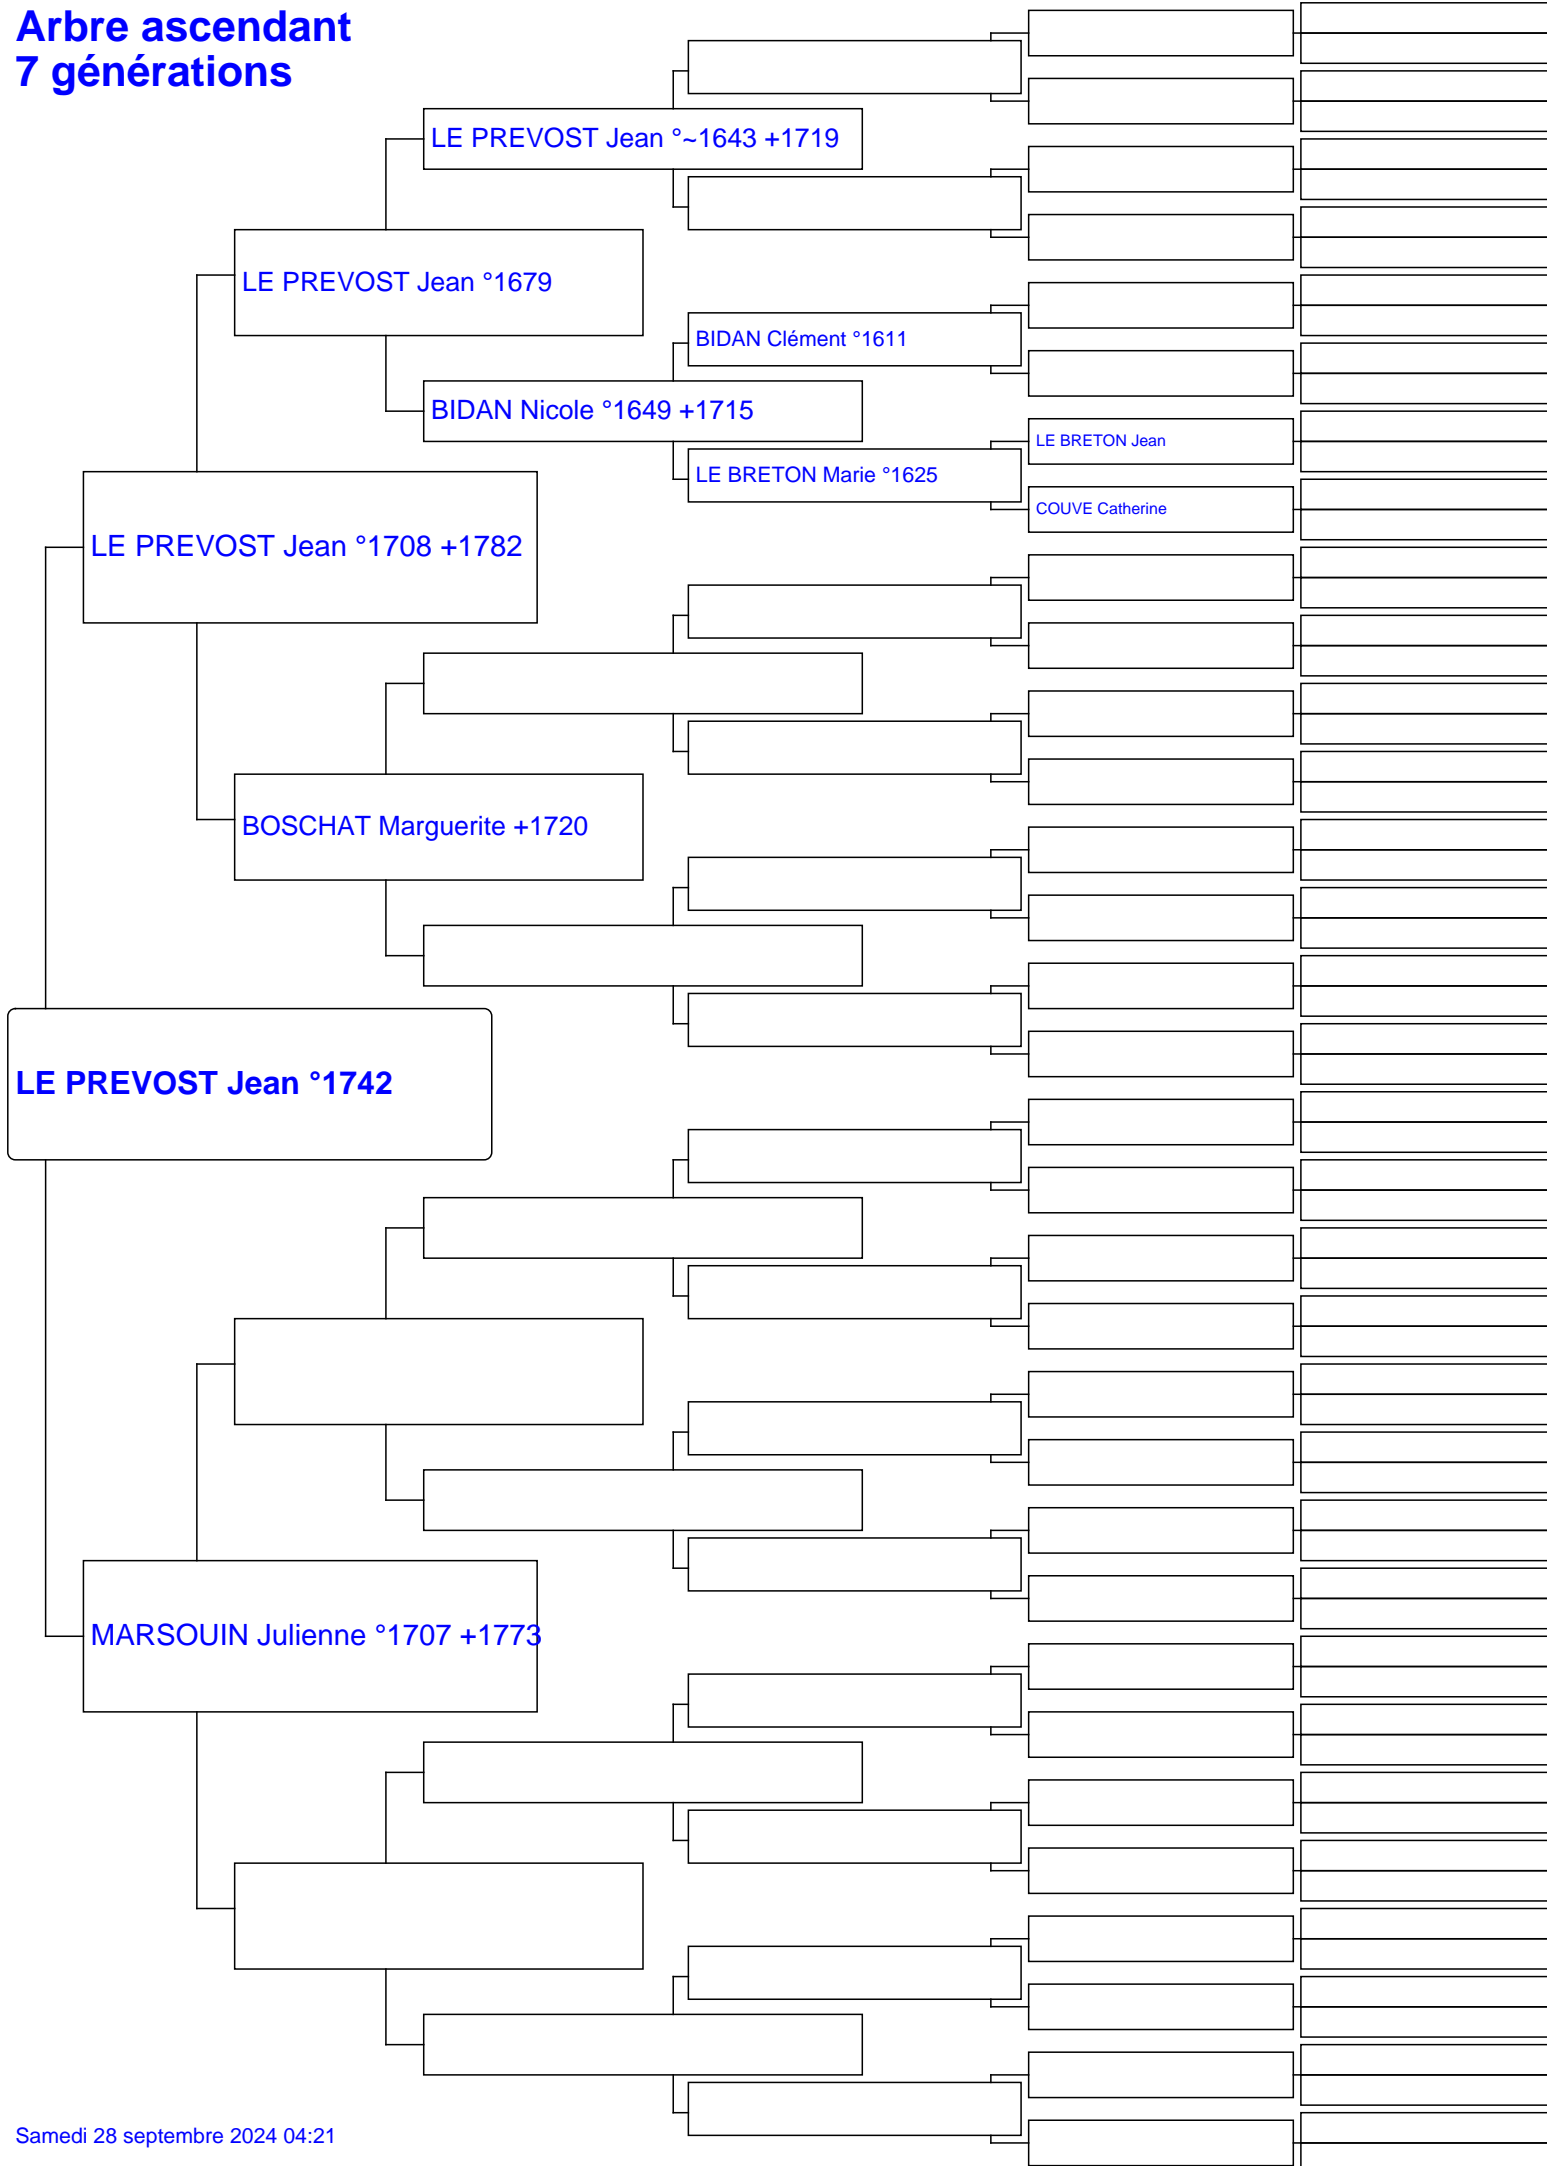 Arbre ascendant
7 générations
LE PREVOST Jean °~1643 +1719
LE PREVOST Jean °1679
BIDAN Clément °1611
BIDAN Nicole °1649 +1715
LE BRETON Jean
LE BRETON Marie °1625
COUVE Catherine
LE PREVOST Jean °1708 +1782
BOSCHAT Marguerite +1720
LE PREVOST Jean °1742
MARSOUIN Julienne °1707 +1773
Samedi 28 septembre 2024 04:21